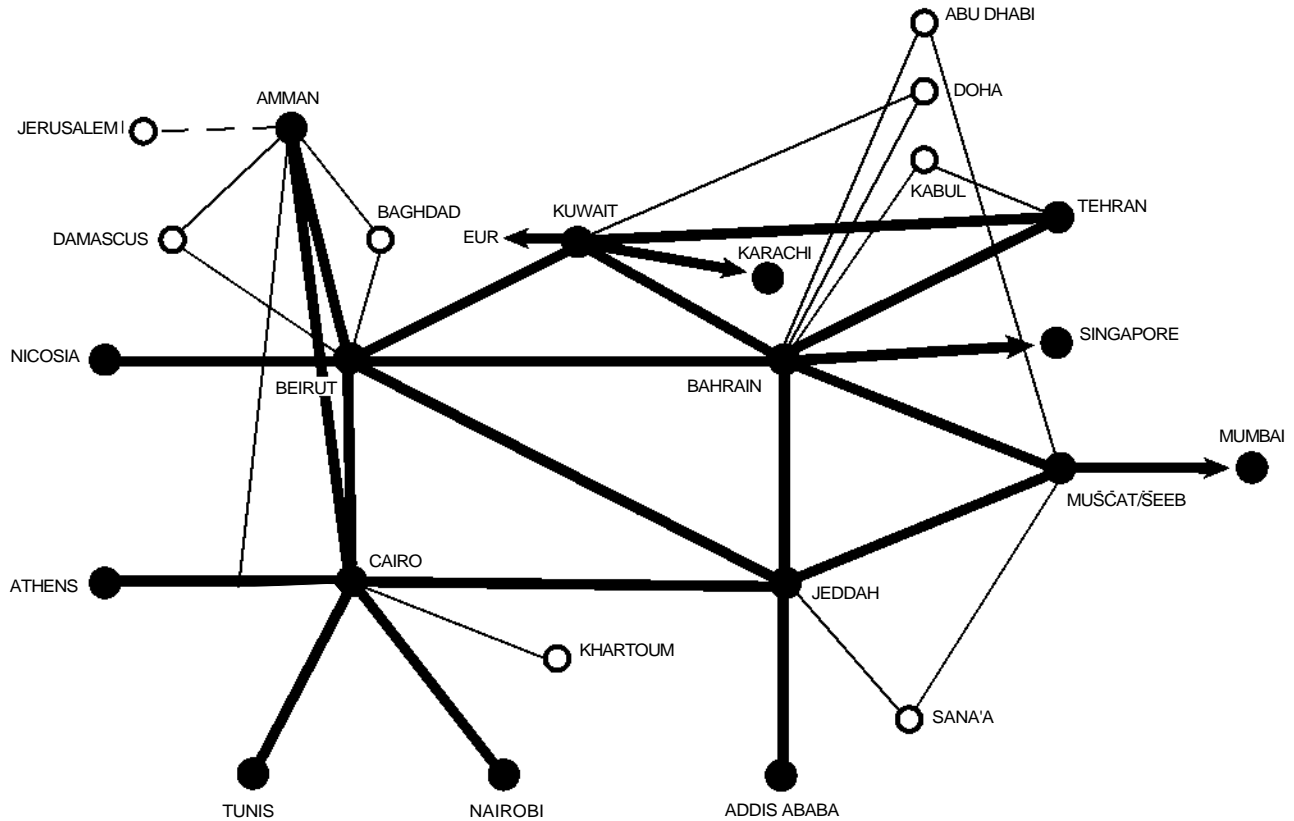 ABU DHABI
DOHA
AMMAN
JERUSALEM
KABUL
TEHRAN
BAGHDAD
KUWAIT
DAMASCUS
EUR
KARACHI
SINGAPORE
NICOSIA
BEIRUT
BAHRAIN
MUMBAI
MUŠČAT/ŠEEB
CAIRO
ATHENS
JEDDAH
KHARTOUM
SANA'A
TUNIS
NAIROBI
ADDIS ABABA